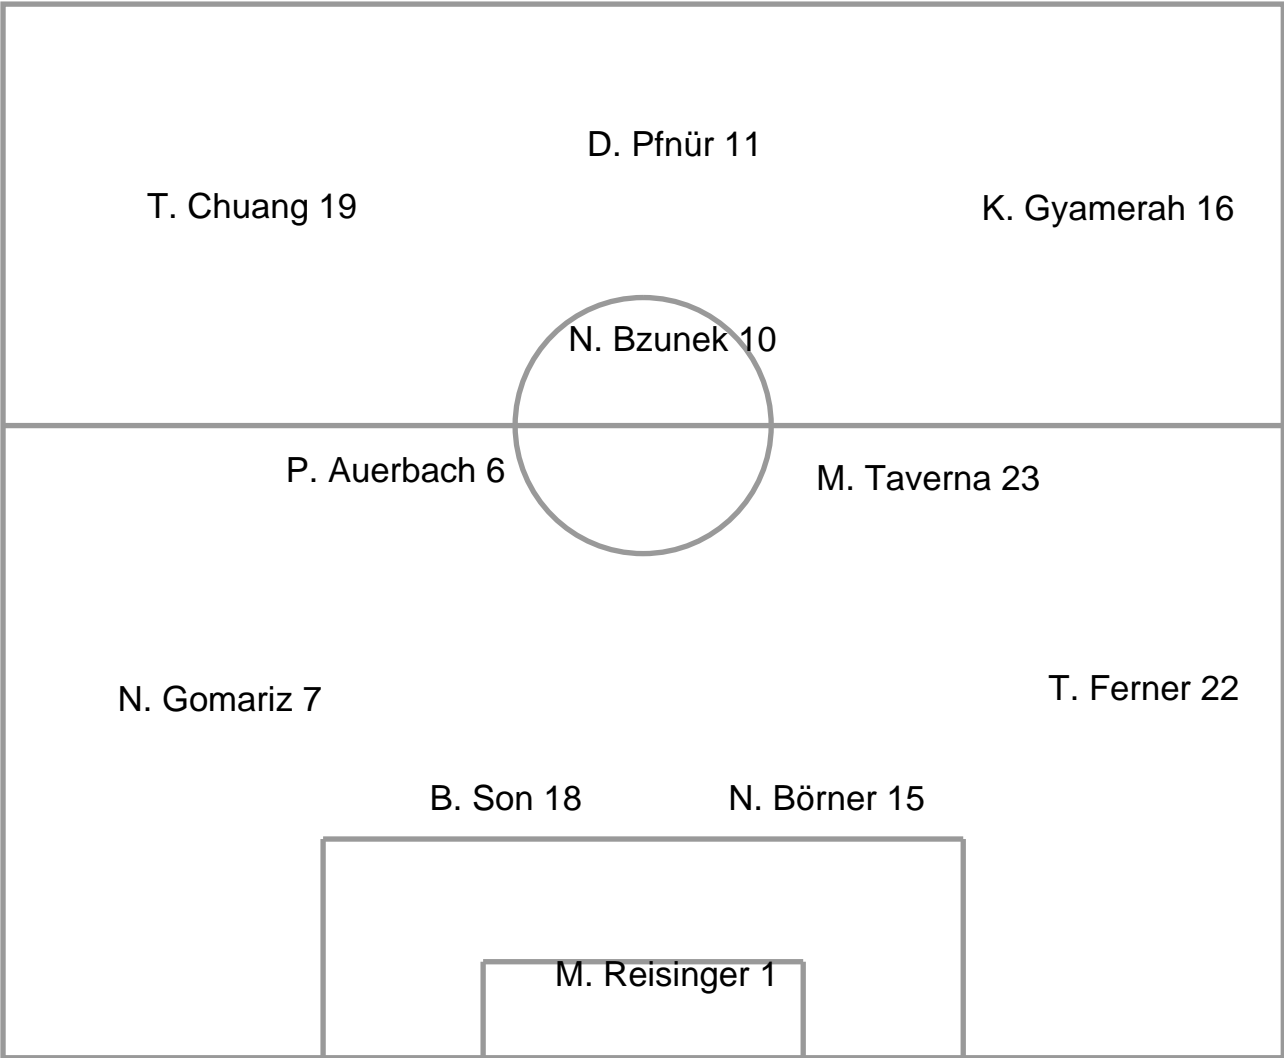 D. Pfnür 11
T. Chuang 19
K. Gyamerah 16
N. Bzunek 10
P. Auerbach 6
M. Taverna 23
N. Gomariz 7
T. Ferner 22
B. Son 18
N. Börner 15
M. Reisinger 1